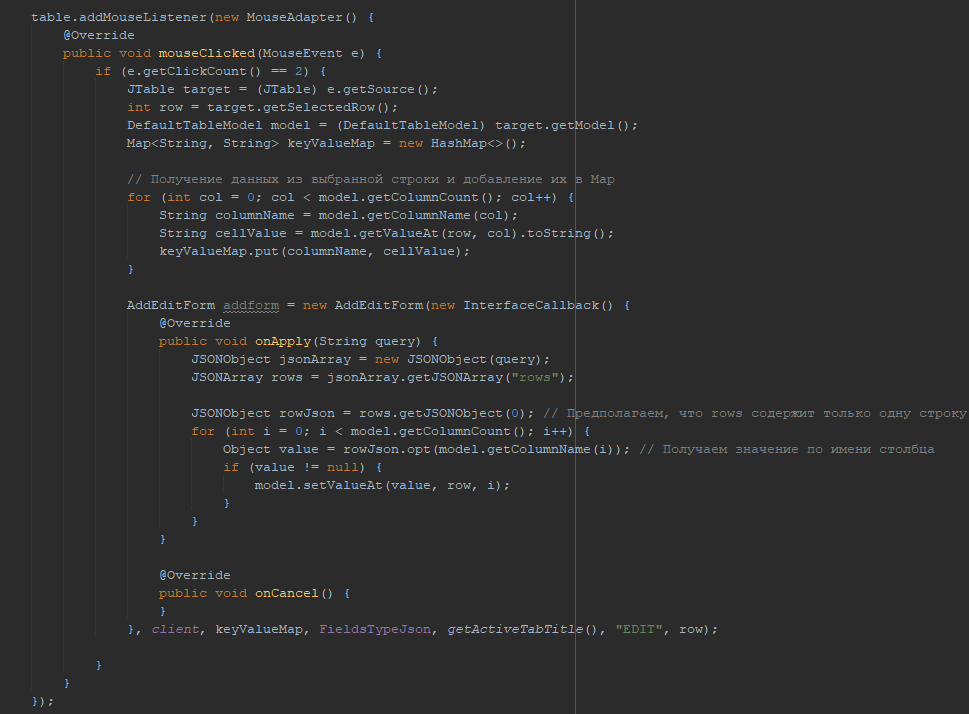 table.addMouseListener(new MouseAdapter() {
    @Override
    public void mouseClicked(MouseEvent e) {
        if (e.getClickCount() == 2) {
            JTable target = (JTable) e.getSource();
            int row = target.getSelectedRow();
            DefaultTableModel model = (DefaultTableModel) target.getModel();
            Map<String, String> keyValueMap = new HashMap<>();

            // Получение данных из выбранной строки и добавление их в Map
            for (int col = 0; col < model.getColumnCount(); col++) {
                String columnName = model.getColumnName(col);
                String cellValue = model.getValueAt(row, col).toString();
                keyValueMap.put(columnName, cellValue);
            }

            AddEditForm addform = new AddEditForm(new InterfaceCallback() {
                @Override
                public void onApply(String query) {
                    JSONObject jsonArray = new JSONObject(query);
                    JSONArray rows = jsonArray.getJSONArray("rows");

                    JSONObject rowJson = rows.getJSONObject(0); // Предполагаем, что rows содержит только одну строку
                    for (int i = 0; i < model.getColumnCount(); i++) {
                        Object value = rowJson.opt(model.getColumnName(i)); // Получаем значение по имени столбца
                        if (value != null) {
                            model.setValueAt(value, row, i);
                        }
                    }
                }

                @Override
                public void onCancel() {
                }
            }, client, keyValueMap, FieldsTypeJson, getActiveTabTitle(), "EDIT", row);

        }
    }
});